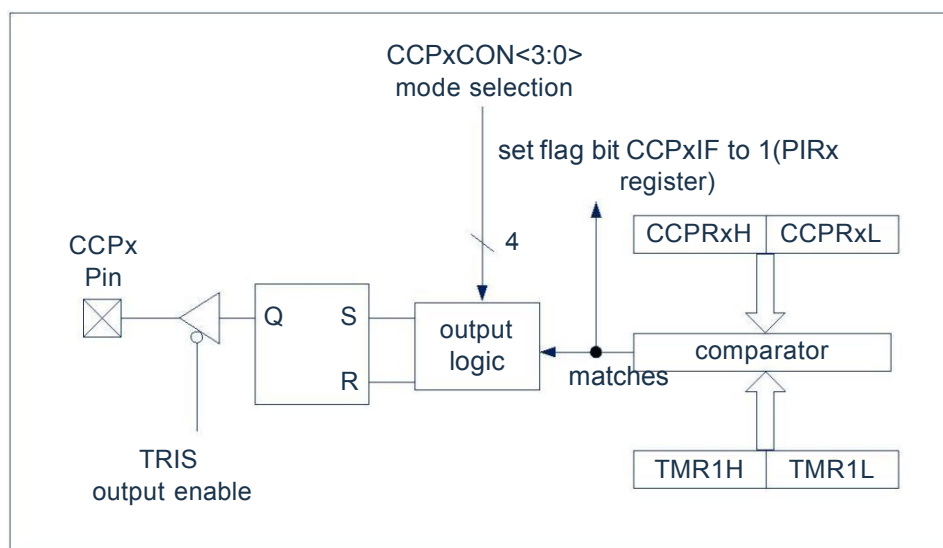 CCPxCON<3:0>
mode selection
set flag bit CCPxIF to 1(PIRx
register)
CCPRxH CCPRxL
4
CCPx
Pin
Q S
R
output
logic
comparator
matches
TRIS
output enable
TMR1H TMR1L